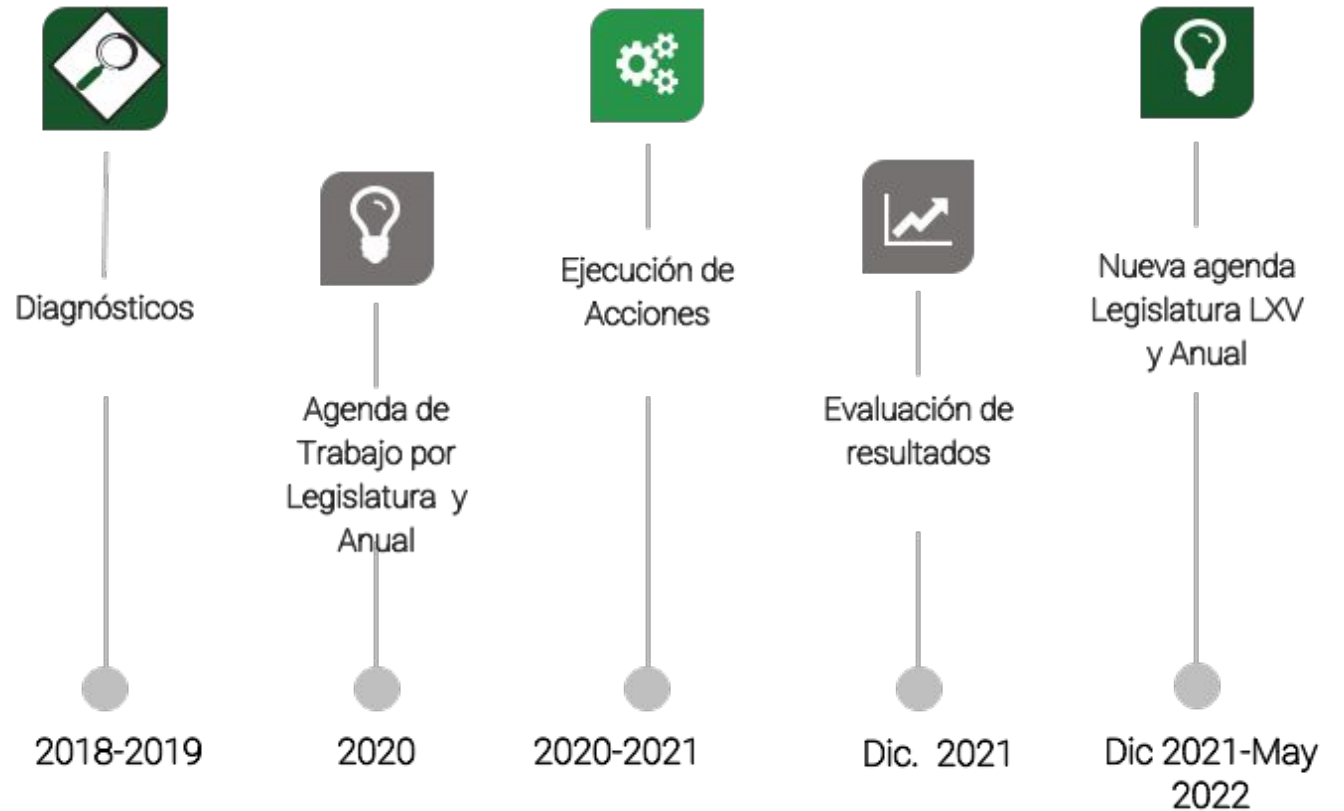 Diagnósticos
2018-2019
Agenda de
Trabajo por
Legislatura y
Anual
2020
Ejecución de
Acciones
2020-2021
Evaluación de
resultados
Dic. 2021
Nueva agenda
Legislatura LXV
y Anual
Dic 2021-May
2022